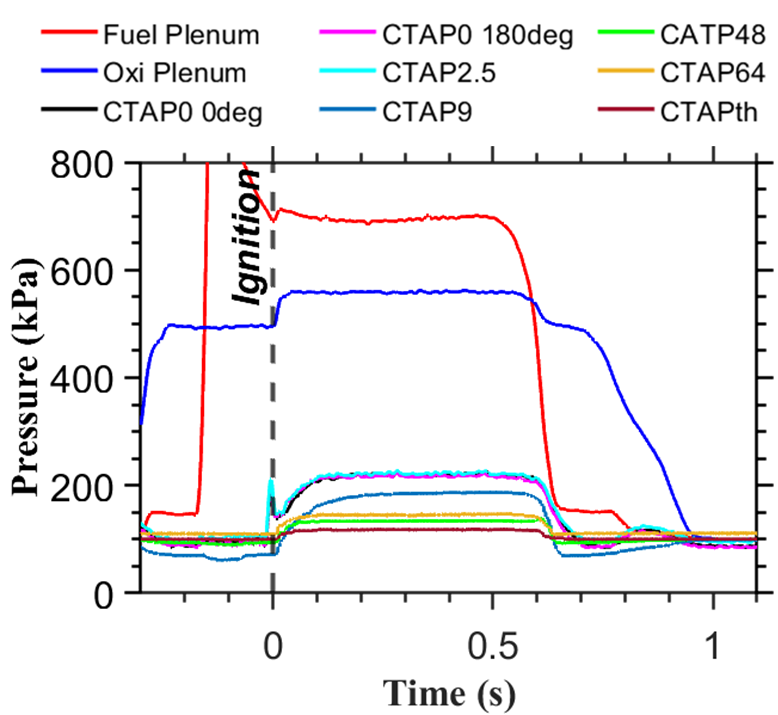 Fuel Plenum CTAP0 180deg CATP48
Oxi Plenum CTAP2.5 CTAP64
CTAP0 0deg CTAP9 CTAPth
800
600
400
200
0
Pressure (kPa)
Ignition
0 0.5 1
Time (s)